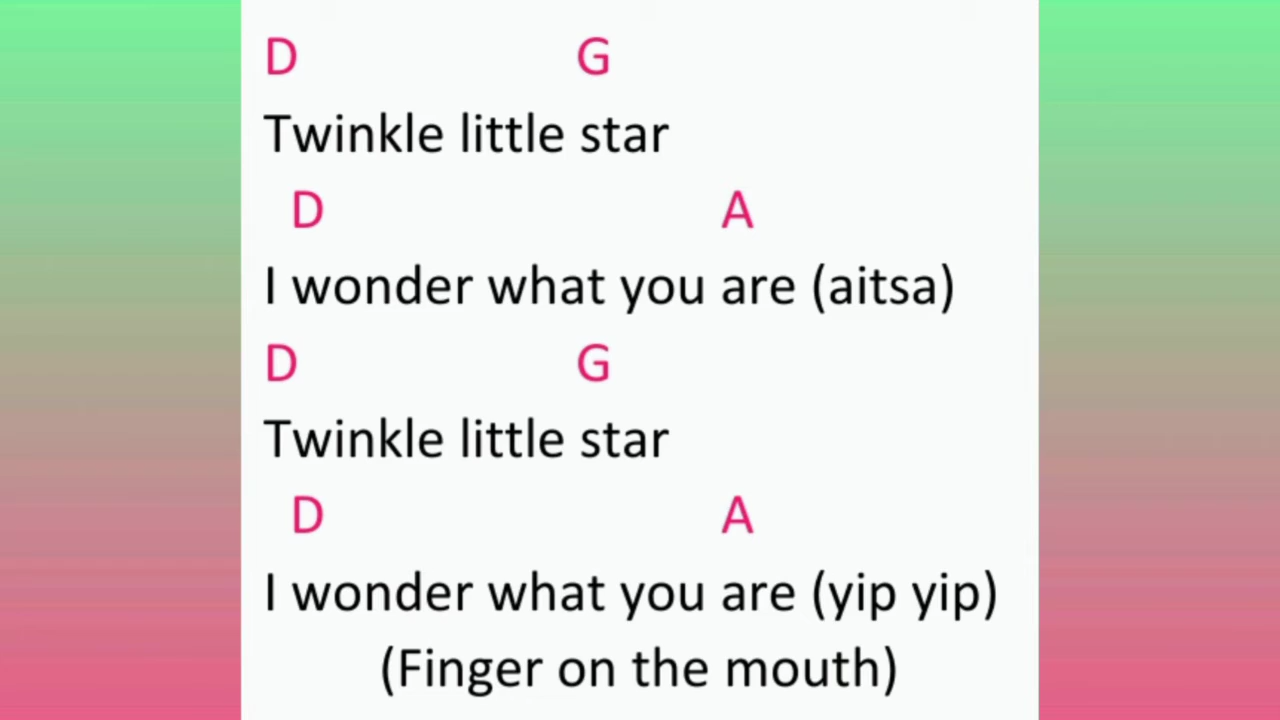 D G
Twinkle little star
D A
I wonder what you are (aitsa)
D G
Twinkle little star
D A
I wonder what you are (yip yip)
(Finger on the mouth)